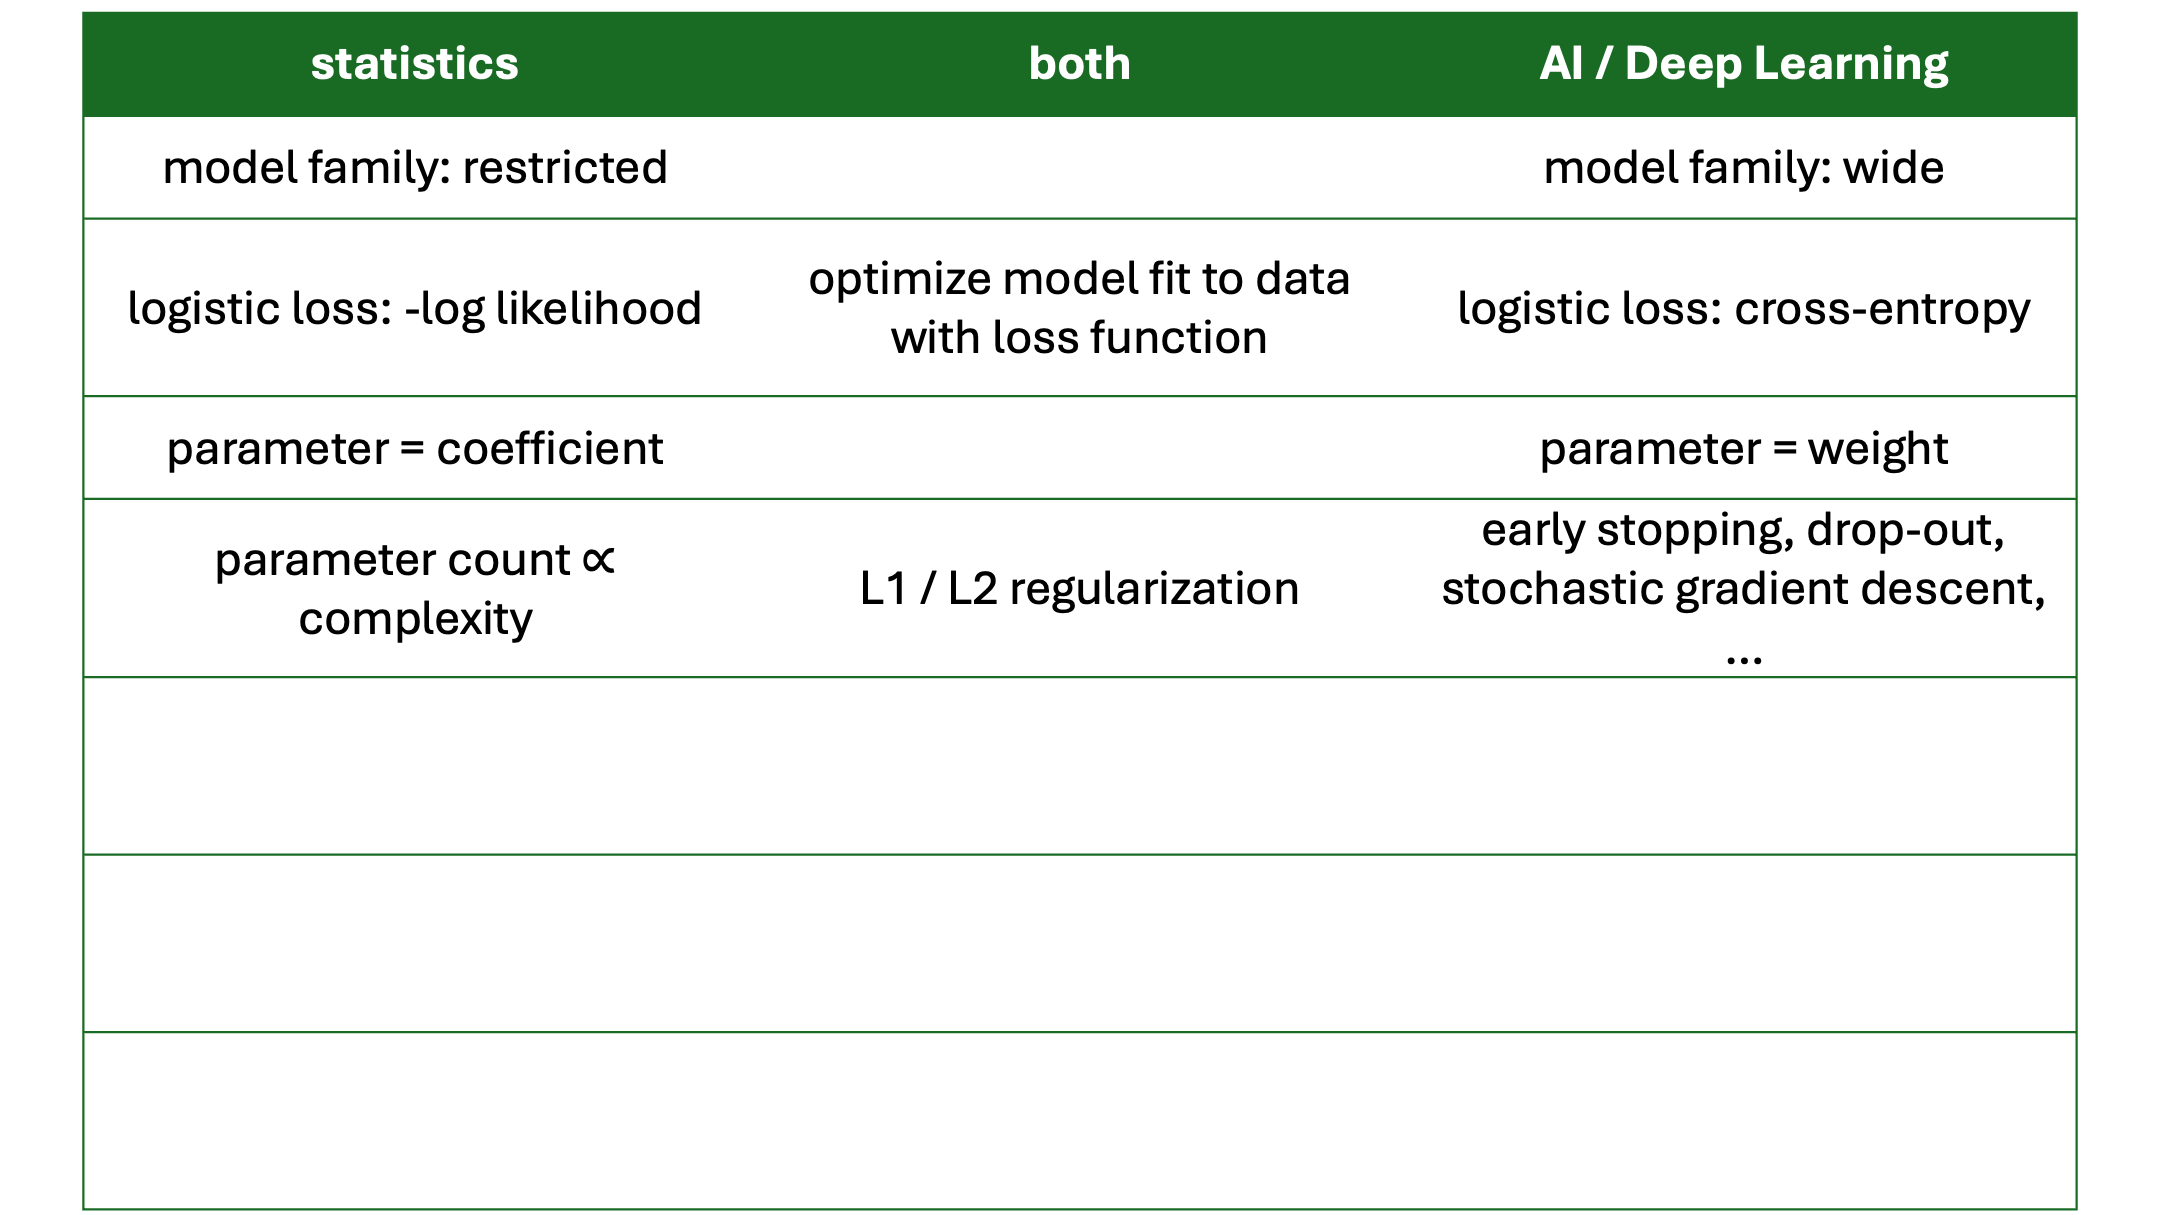 statistics
both
AI / Deep Learning
model family: restricted
model family: wide
logistic loss: -log likelihood
optimize model fit to data
with loss function
logistic loss: cross-entropy
parameter = coefficient
parameter = weight
parameter count ∝
complexity
L1 / L2 regularization
early stopping, drop-out,
stochastic gradient descent,
...